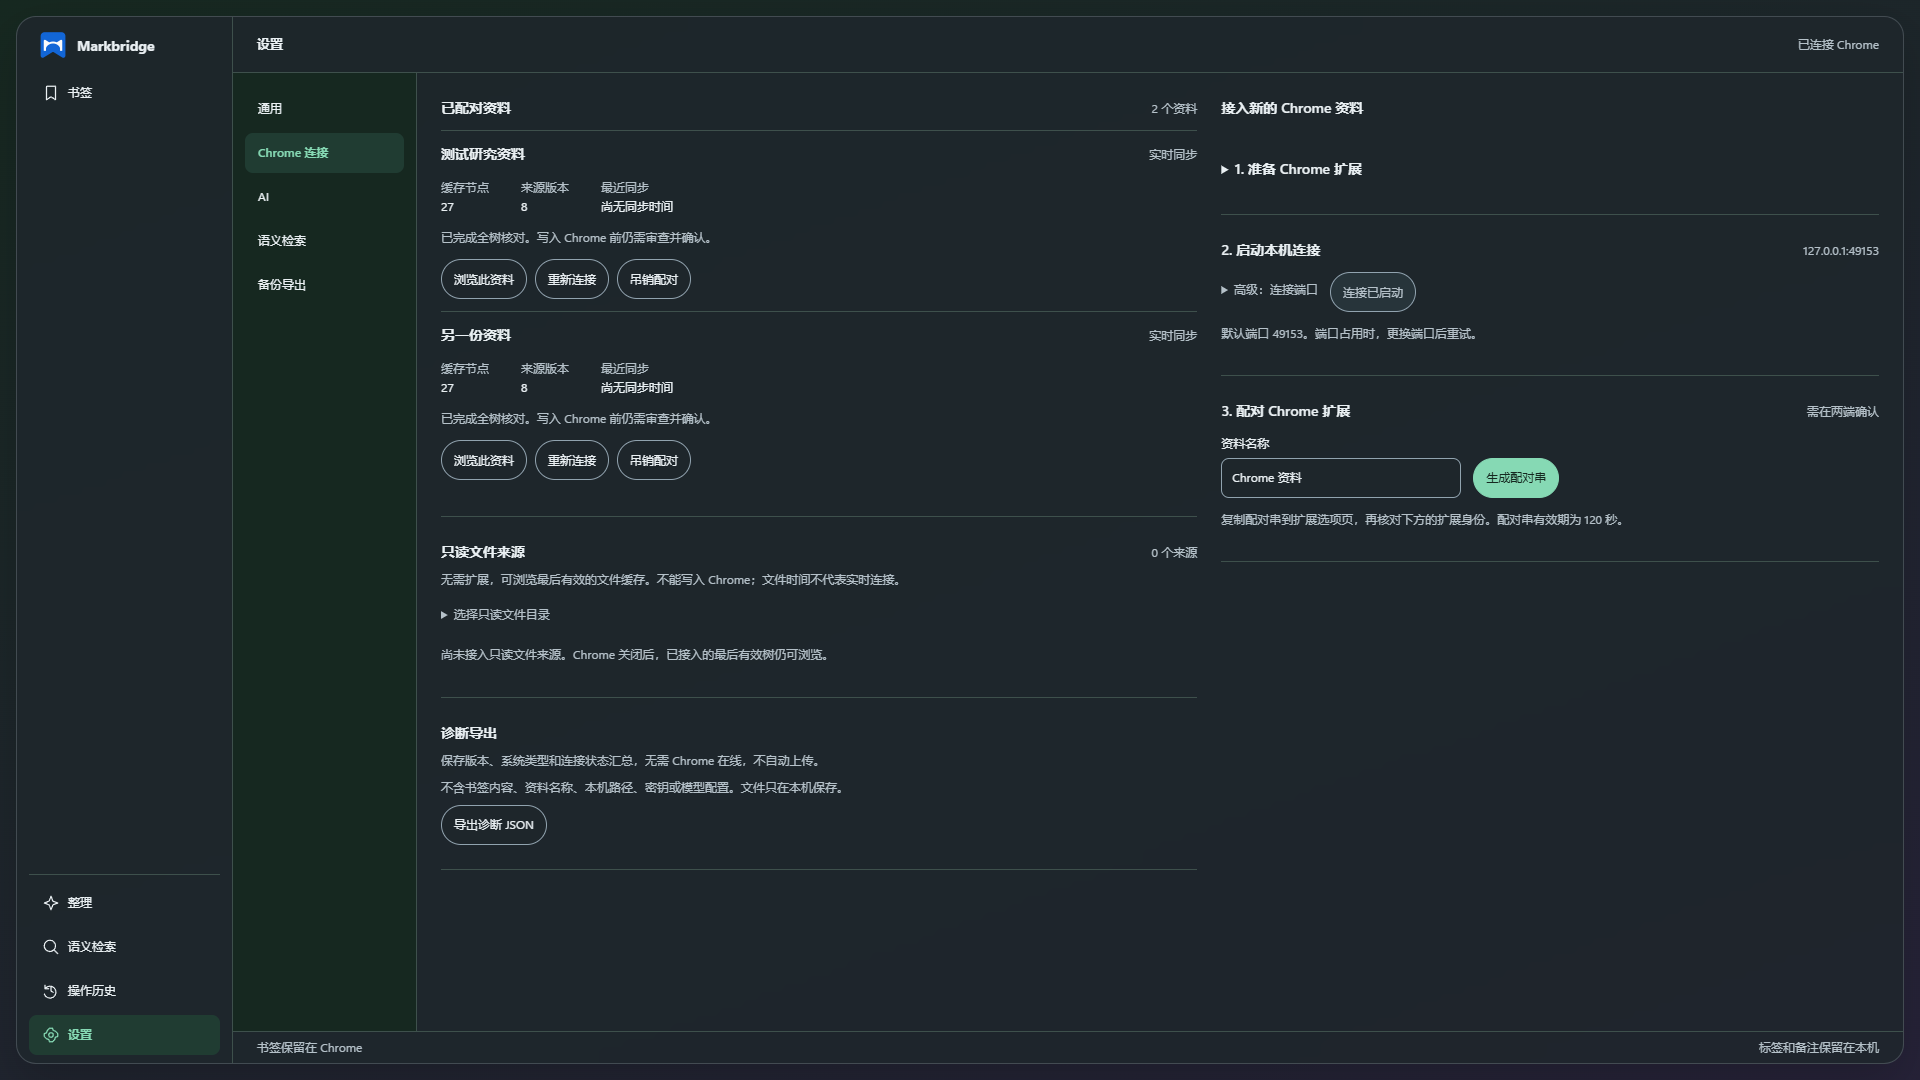 Markbridge
书签
整理
语义检索
操作历史
设置
设置
已连接 Chrome
通用
Chrome 连接
AI
语义检索
备份导出
已配对资料
2 个资料
测试研究资料
实时同步
缓存节点 来源版本 最近同步
27 8 尚无同步时间
已完成全树核对。写入 Chrome 前仍需审查并确认。
浏览此资料 重新连接 吊销配对
另一份资料
实时同步
缓存节点 来源版本 最近同步
27 8 尚无同步时间
已完成全树核对。写入 Chrome 前仍需审查并确认。
浏览此资料 重新连接 吊销配对
只读文件来源
0 个来源
无需扩展，可浏览最后有效的文件缓存。不能写入 Chrome；文件时间不代表实时连接。
选择只读文件目录
尚未接入只读文件来源。Chrome 关闭后，已接入的最后有效树仍可浏览。
诊断导出
保存版本、系统类型和连接状态汇总，无需 Chrome 在线，不自动上传。
不含书签内容、资料名称、本机路径、密钥或模型配置。文件只在本机保存。
导出诊断 JSON
接入新的 Chrome 资料
1. 准备 Chrome 扩展
2. 启动本机连接
127.0.0.1:49153
高级：连接端口 连接已启动
默认端口 49153。端口占用时，更换端口后重试。
3. 配对 Chrome 扩展
需在两端确认
资料名称
Chrome 资料 生成配对串
复制配对串到扩展选项页，再核对下方的扩展身份。配对串有效期为 120 秒。
书签保留在 Chrome
标签和备注保留在本机